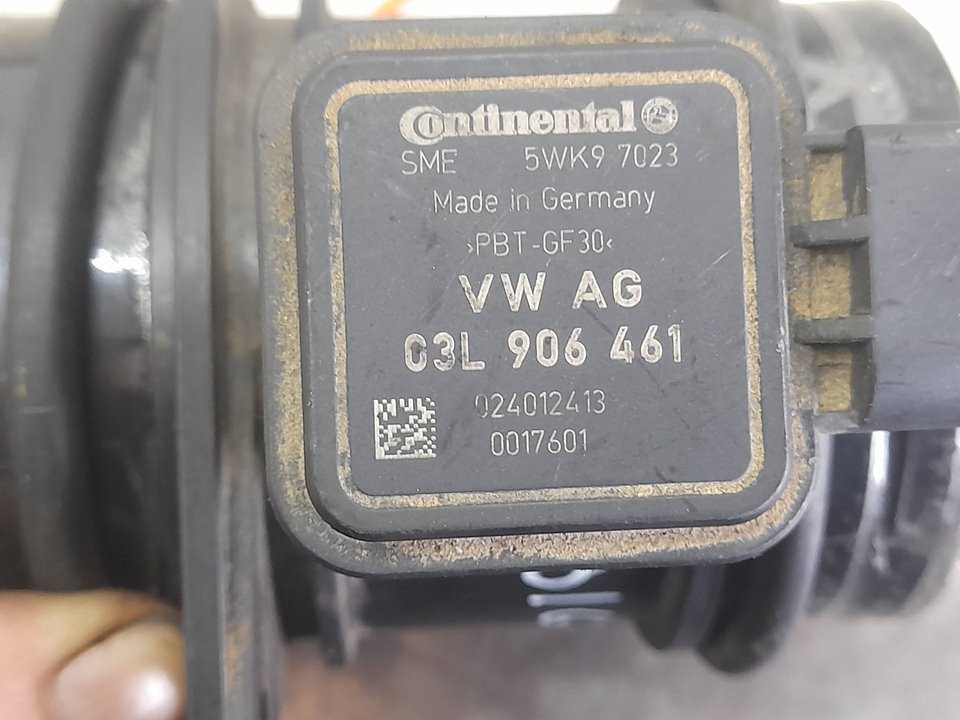 Continental
SME 5WK9 7023
Made in Germany
>PBT-GF30<
VW AG
03L 906 461
024012413
0017601